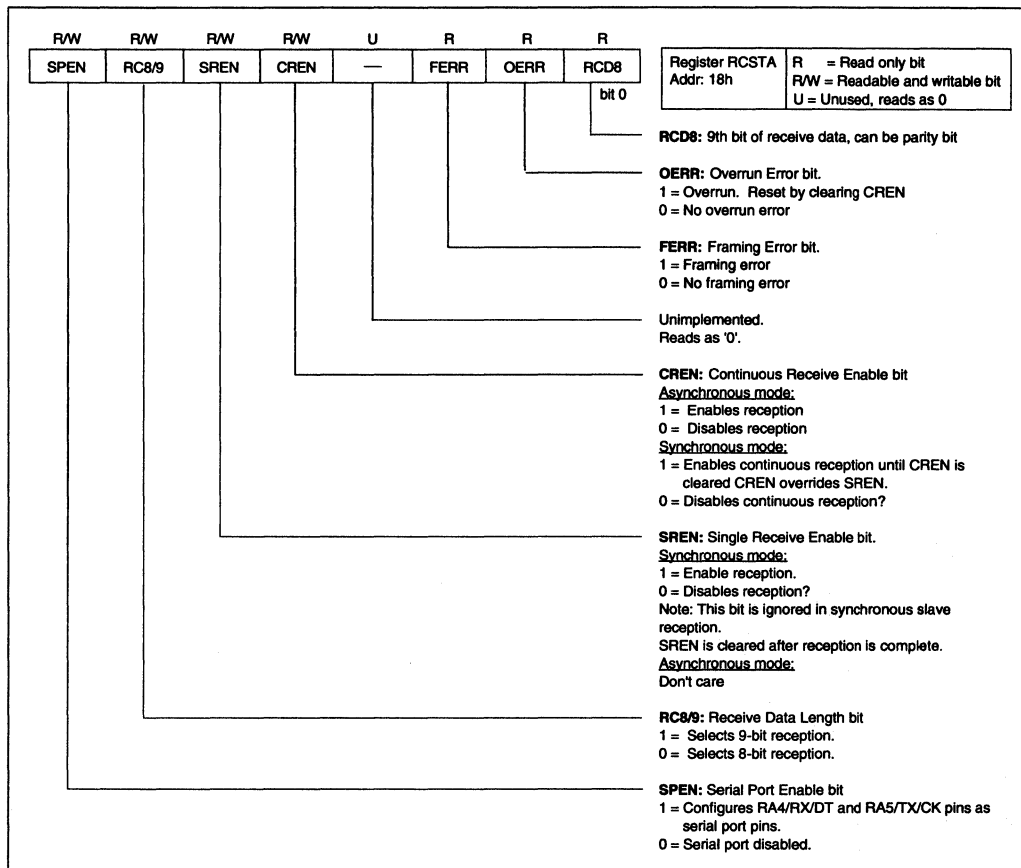 R/W R/W R/W R/W U R R R
SPEN RC8/9 SREN CREN — FERR OERR RCD8
bit 0
Register RCSTA
Addr: 18h
R = Read only bit
R/W = Readable and writable bit
U = Unused, reads as 0
RCD8: 9th bit of receive data, can be parity bit
OERR: Overrun Error bit.
1 = Overrun. Reset by clearing CREN
0 = No overrun error
FERR: Framing Error bit.
1 = Framing error
0 = No framing error
Unimplemented.
Reads as '0'.
CREN: Continuous Receive Enable bit
Asynchronous mode:
1 = Enables reception
0 = Disables reception
Synchronous mode:
1 = Enables continuous reception until CREN is
cleared CREN overrides SREN.
0 = Disables continuous reception?
SREN: Single Receive Enable bit.
Synchronous mode:
1 = Enable reception.
0 = Disables reception?
Note: This bit is ignored in synchronous slave
reception.
SREN is cleared after reception is complete.
Asynchronous mode:
Don't care
RC8/9: Receive Data Length bit
1 = Selects 9-bit reception.
0 = Selects 8-bit reception.
SPEN: Serial Port Enable bit
1 = Configures RA4/RX/DT and RA5/TX/CK pins as
serial port pins.
0 = Serial port disabled.